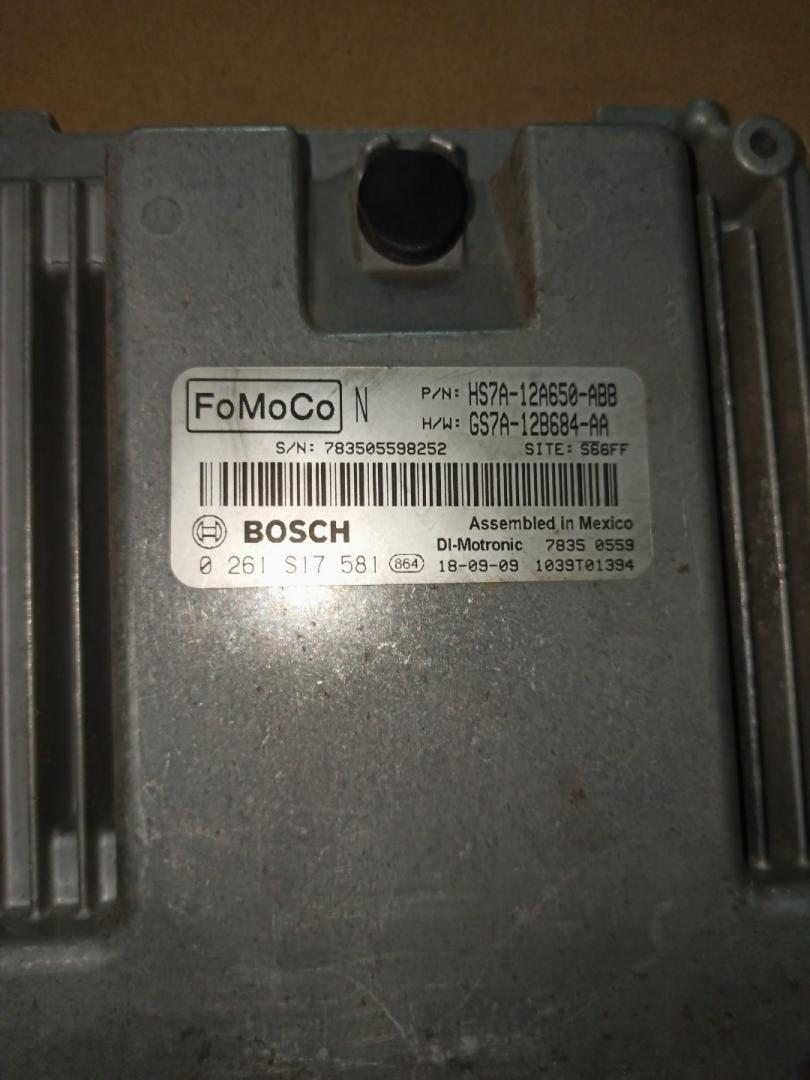 FoMoCo N P/N: HS7A-12A650-ABB
H/W: GS7A-12B684-AA
S/N: 783505598252 SITE: S66FF
BOSCH Assembled in Mexico
DI-Motronic 7835 0559
0 261 S17 581 864 18-09-09 1039T01394